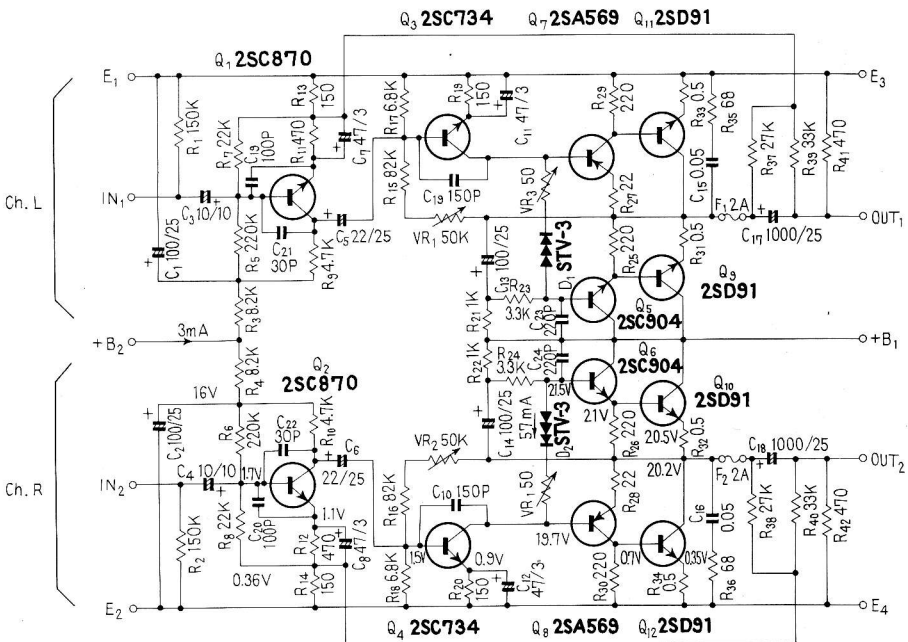 Q3 2SC734
Q7 2SA569
Q11 2SD91
Q1 2SC870
E1
E3
R1 150K
R7 22K
C19 100P
R13 150
R11 470
C7 47/3
R17 6.8K
R15 82K
R19 150
C11 47/3
R29 220
R33 0.5
R35 68
R37 27K
R39 33K
R41 470
Ch. L
IN1
C3 10/10
C5 22/25
C19 150P
VR3 50
R27 22
C15 0.05
F1 2A
OUT1
C17 1000/25
C1 100/25
R5 220K
C21 30P
R9 4.7K
VR1 50K
C13 100/25
D1 STV-3
R25 220
R31 0.5
Q9 2SD91
R3 8.2K
R21 1K
R23 3.3K
C23 220P
Q5 2SC904
+B2
3mA
+B1
R4 8.2K
R22 1K
R24 3.3K
C24 220P
Q6 2SC904
Q2 2SC870
16V
21.5V
21V
Q10 2SD91
C2 100/25
R6 220K
C22 30P
R10 4.7K
C6 22/25
VR2 50K
C14 100/25
57mA
D2 STV-3
R26 220
20.5V
R32 0.5
C18 1000/25
20.2V
F2 2A
OUT2
IN2
C4 10/10
1.7V
1.1V
R16 82K
C10 150P
VR1 50
R28 22
C16 0.05
R38 27K
R40 33K
R42 470
Ch. R
R2 150K
R8 22K
C20 100P
R12 470
C8 47/3
1.5V
0.9V
19.7V
0.7V
0.35V
0.36V
R14 150
R18 6.8K
R20 150
C12 47/3
R30 220
R34 0.5
R36 68
E2
E4
Q4 2SC734
Q8 2SA569
Q12 2SD91